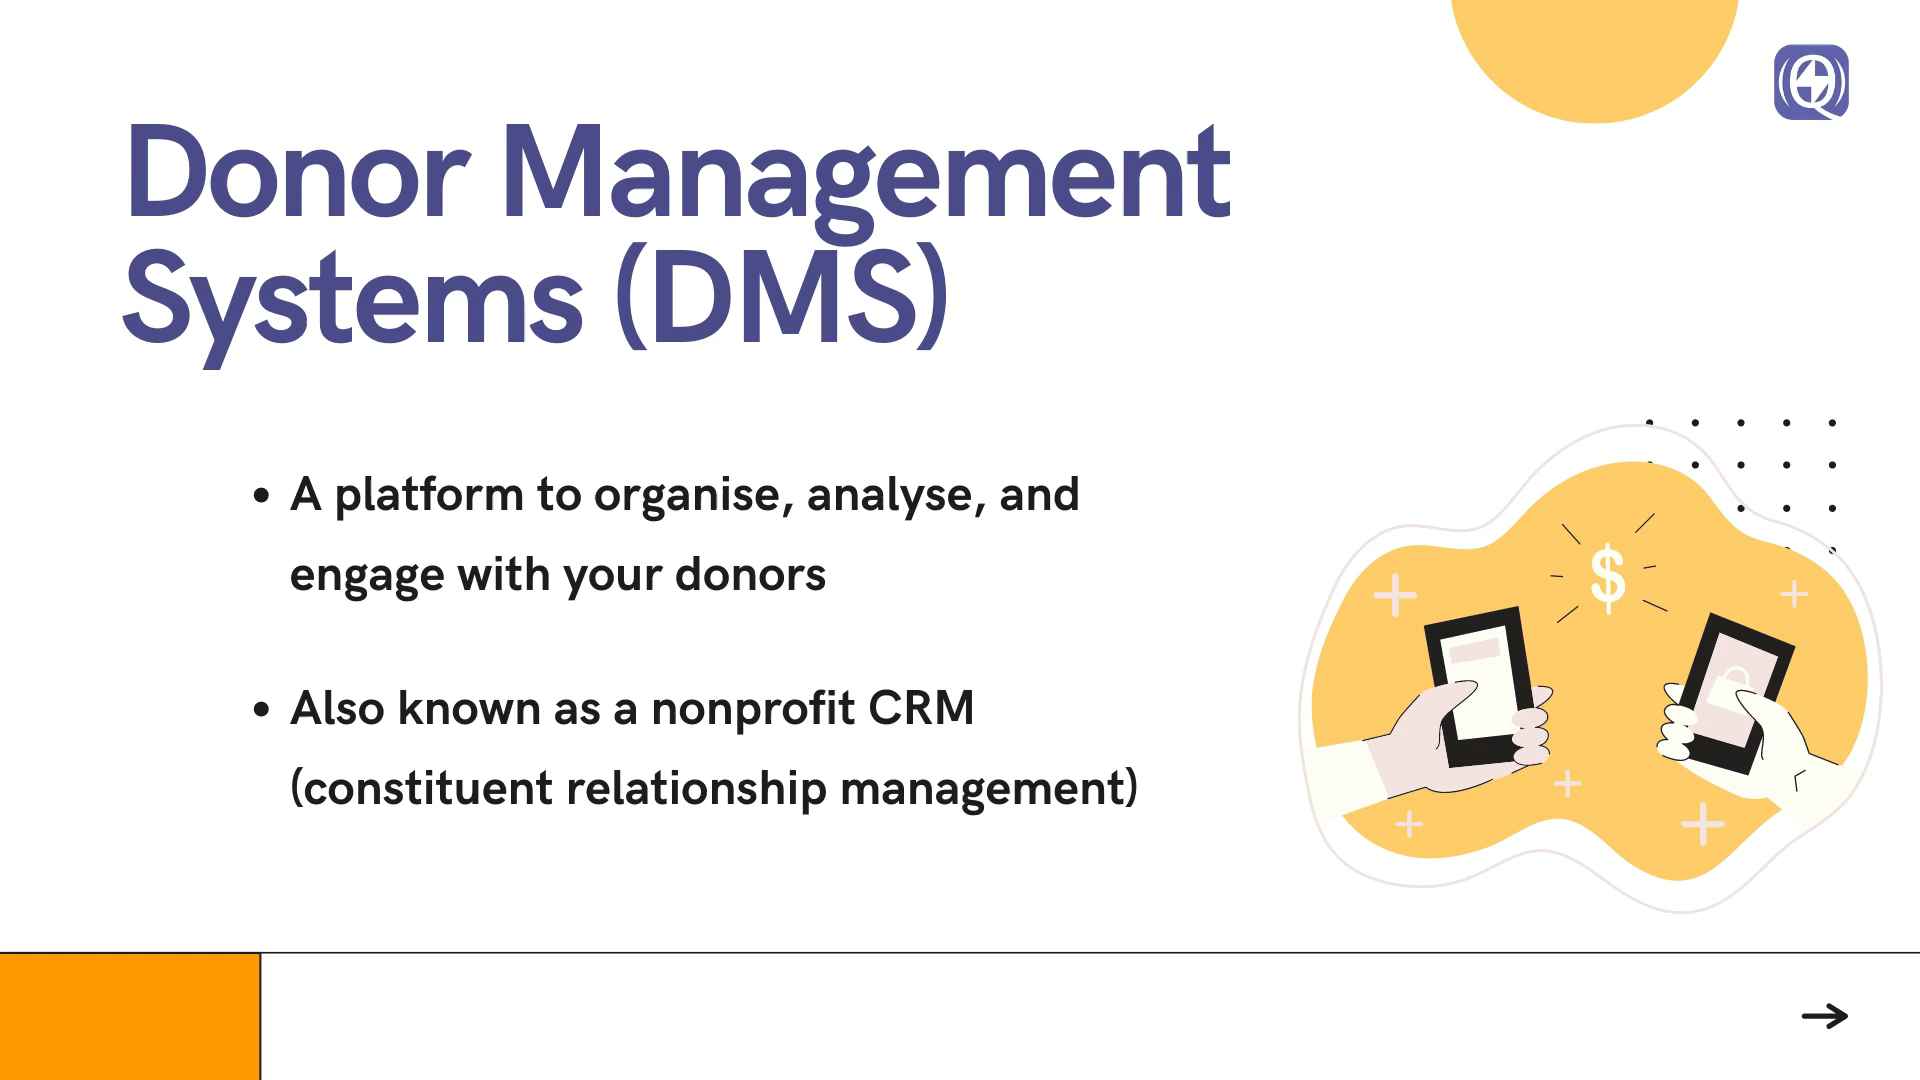 Donor Management
Systems (DMS)
• A platform to organise, analyse, and
engage with your donors
• Also known as a nonprofit CRM
(constituent relationship management)
$